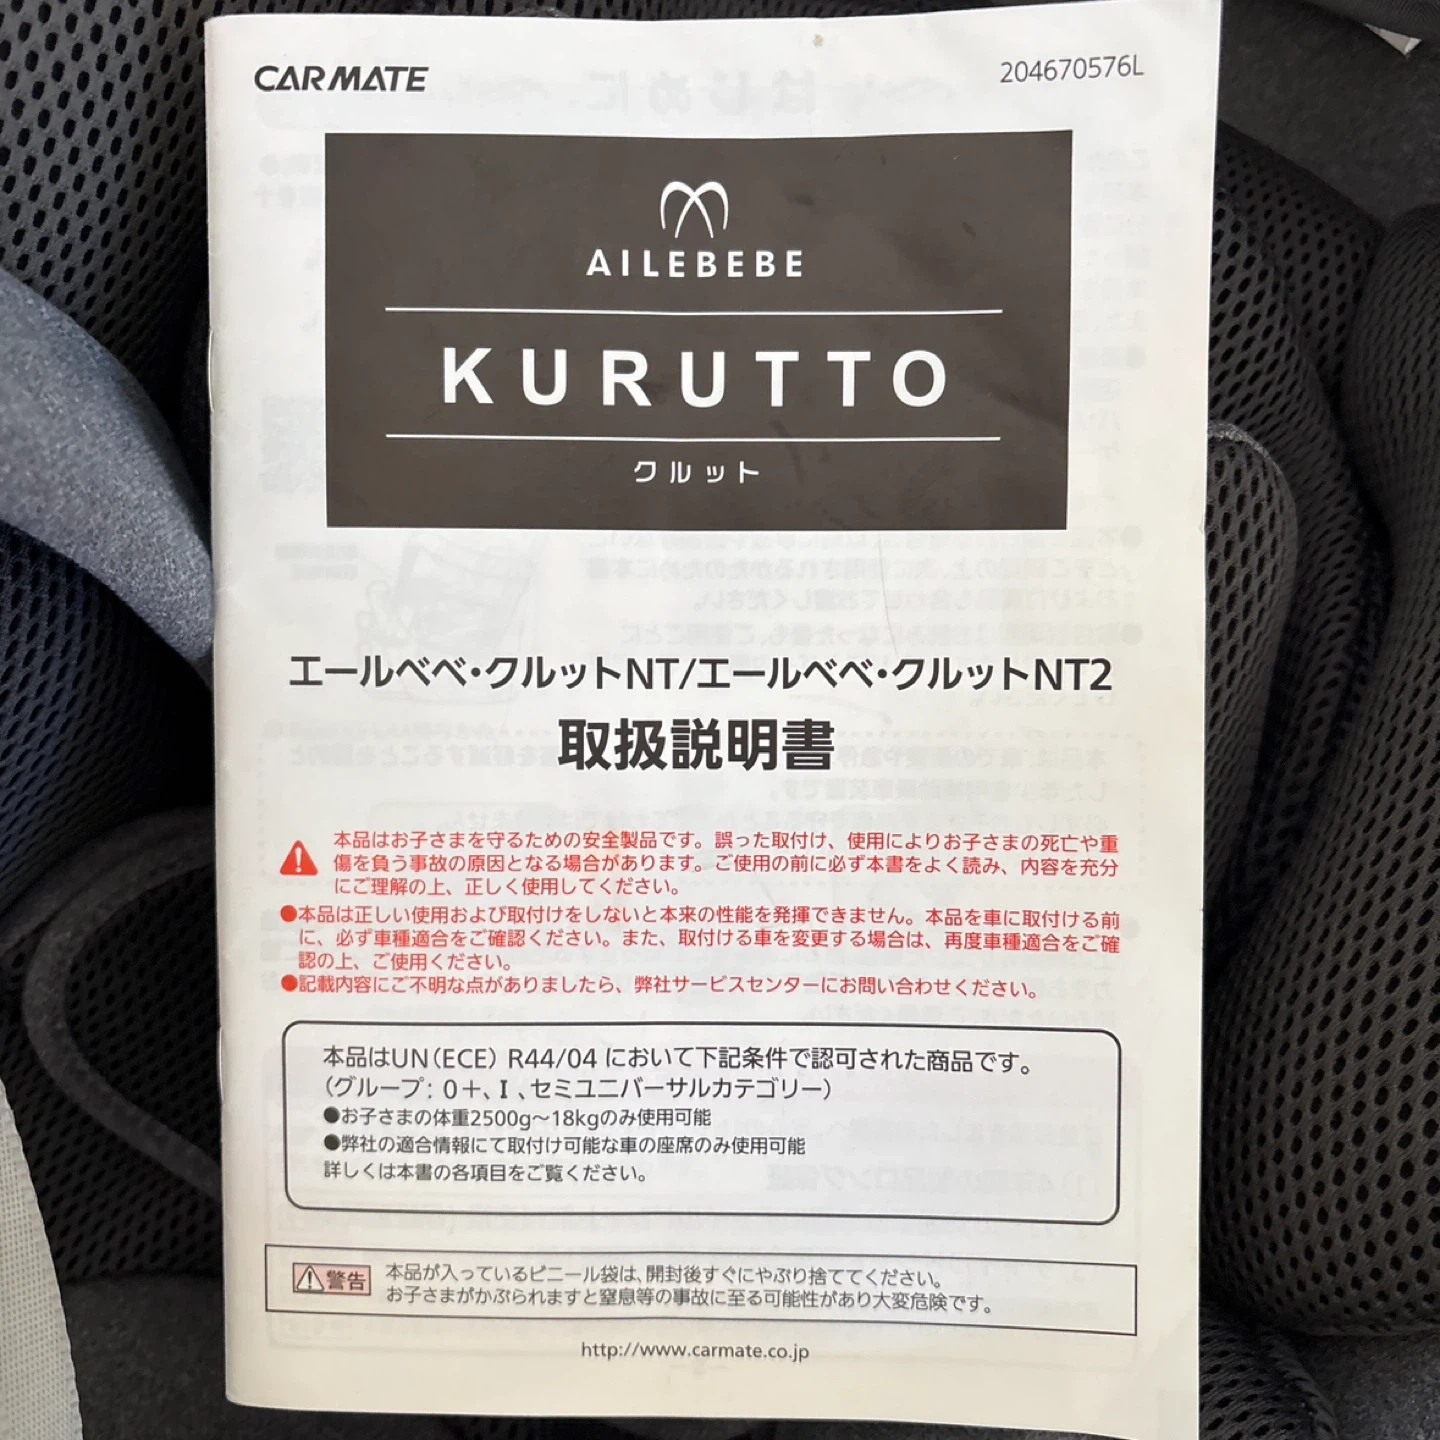 CARMATE
204670576L
AILEBEBE
KURUTTO
クルット
エールベベ・クルットNT/エールベベ・クルットNT2
取扱説明書
本品はお子さまを守るための安全製品です。誤った取付け、使用によりお子さまの死亡や重
傷を負う事故の原因となる場合があります。ご使用の前に必ず本書をよく読み、内容を充分
にご理解の上、正しく使用してください。
●本品は正しい使用および取付けをしないと本来の性能を発揮できません。本品を車に取付ける前
に、必ず車種適合をご確認ください。また、取付ける車を変更する場合は、再度車種適合をご確
認の上、ご使用ください。
●記載内容にご不明な点がありましたら、弊社サービスセンターにお問い合わせください。
本品はUN(ECE) R44/04 において下記条件で認可された商品です。
(グループ: 0+、I、セミユニバーサルカテゴリー)
●お子さまの体重2500g～18kgのみ使用可能
●弊社の適合情報にて取付け可能な車の座席のみ使用可能
詳しくは本書の各項目をご覧ください。
警告
本品が入っているビニール袋は、開封後すぐにやぶり捨ててください。
お子さまがかぶられますと窒息等の事故に至る可能性があり大変危険です。
http://www.carmate.co.jp